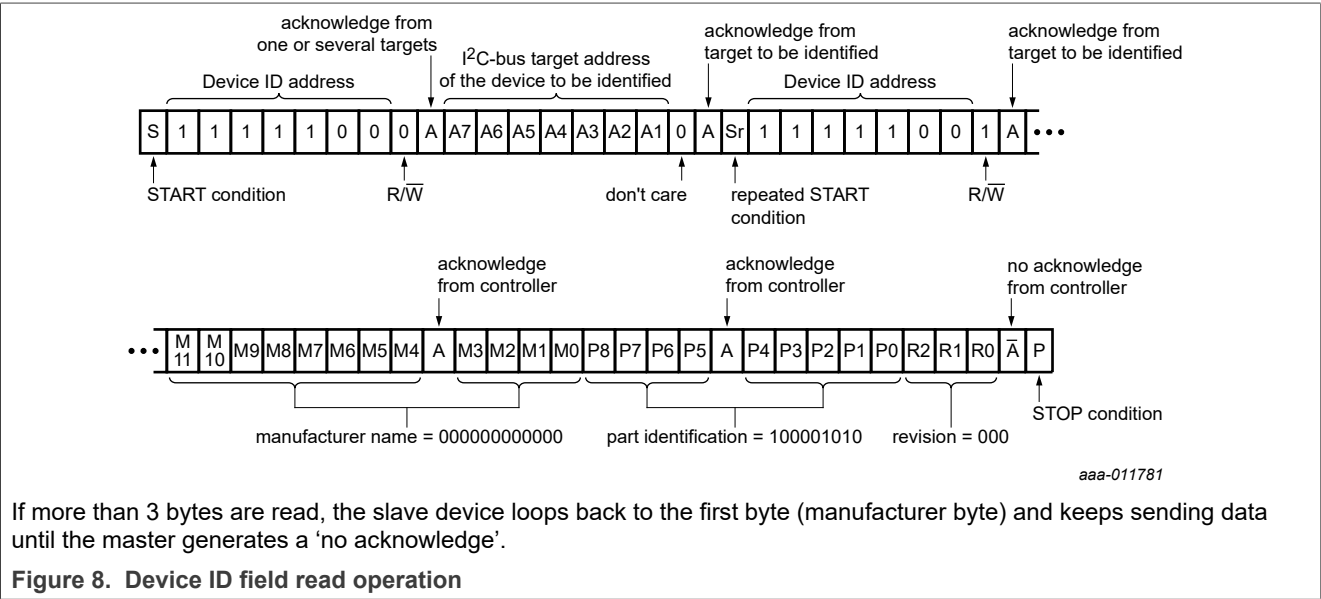 acknowledge from
one or several targets
I2C-bus target address
of the device to be identified
acknowledge from
target to be identified
acknowledge from
target to be identified
Device ID address
Device ID address
S 1 1 1 1 1 0 0 0 A A7 A6 A5 A4 A3 A2 A1 0 A Sr 1 1 1 1 1 0 0 1 A •••
START condition
R/W̅
don't care
repeated START
condition
R/W̅
acknowledge
from controller
acknowledge
from controller
no acknowledge
from controller
••• M11 M10 M9 M8 M7 M6 M5 M4 A M3 M2 M1 M0 P8 P7 P6 P5 A P4 P3 P2 P1 P0 R2 R1 R0 A̅ P
STOP condition
manufacturer name = 000000000000
part identification = 100001010
revision = 000
aaa-011781
If more than 3 bytes are read, the slave device loops back to the first byte (manufacturer byte) and keeps sending data
until the master generates a ‘no acknowledge’.
Figure 8. Device ID field read operation